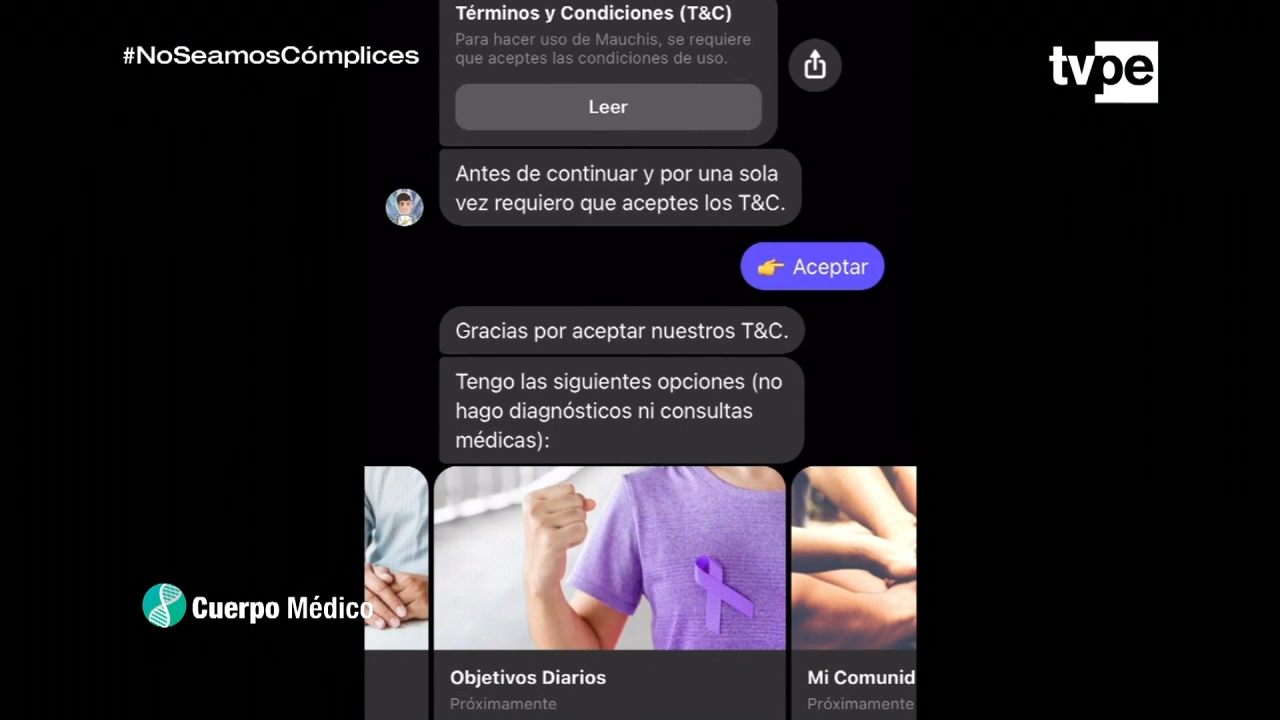 #NoSeamosCómplices
tvpe
Términos y Condiciones (T&C)
Para hacer uso de Mauchis, se requiere
que aceptes las condiciones de uso.
Leer
Antes de continuar y por una sola
vez requiero que aceptes los T&C.
👉 Aceptar
Gracias por aceptar nuestros T&C.
Tengo las siguientes opciones (no
hago diagnósticos ni consultas
médicas):
Cuerpo Médico
Objetivos Diarios
Próximamente
Mi Comunid
Próximamente